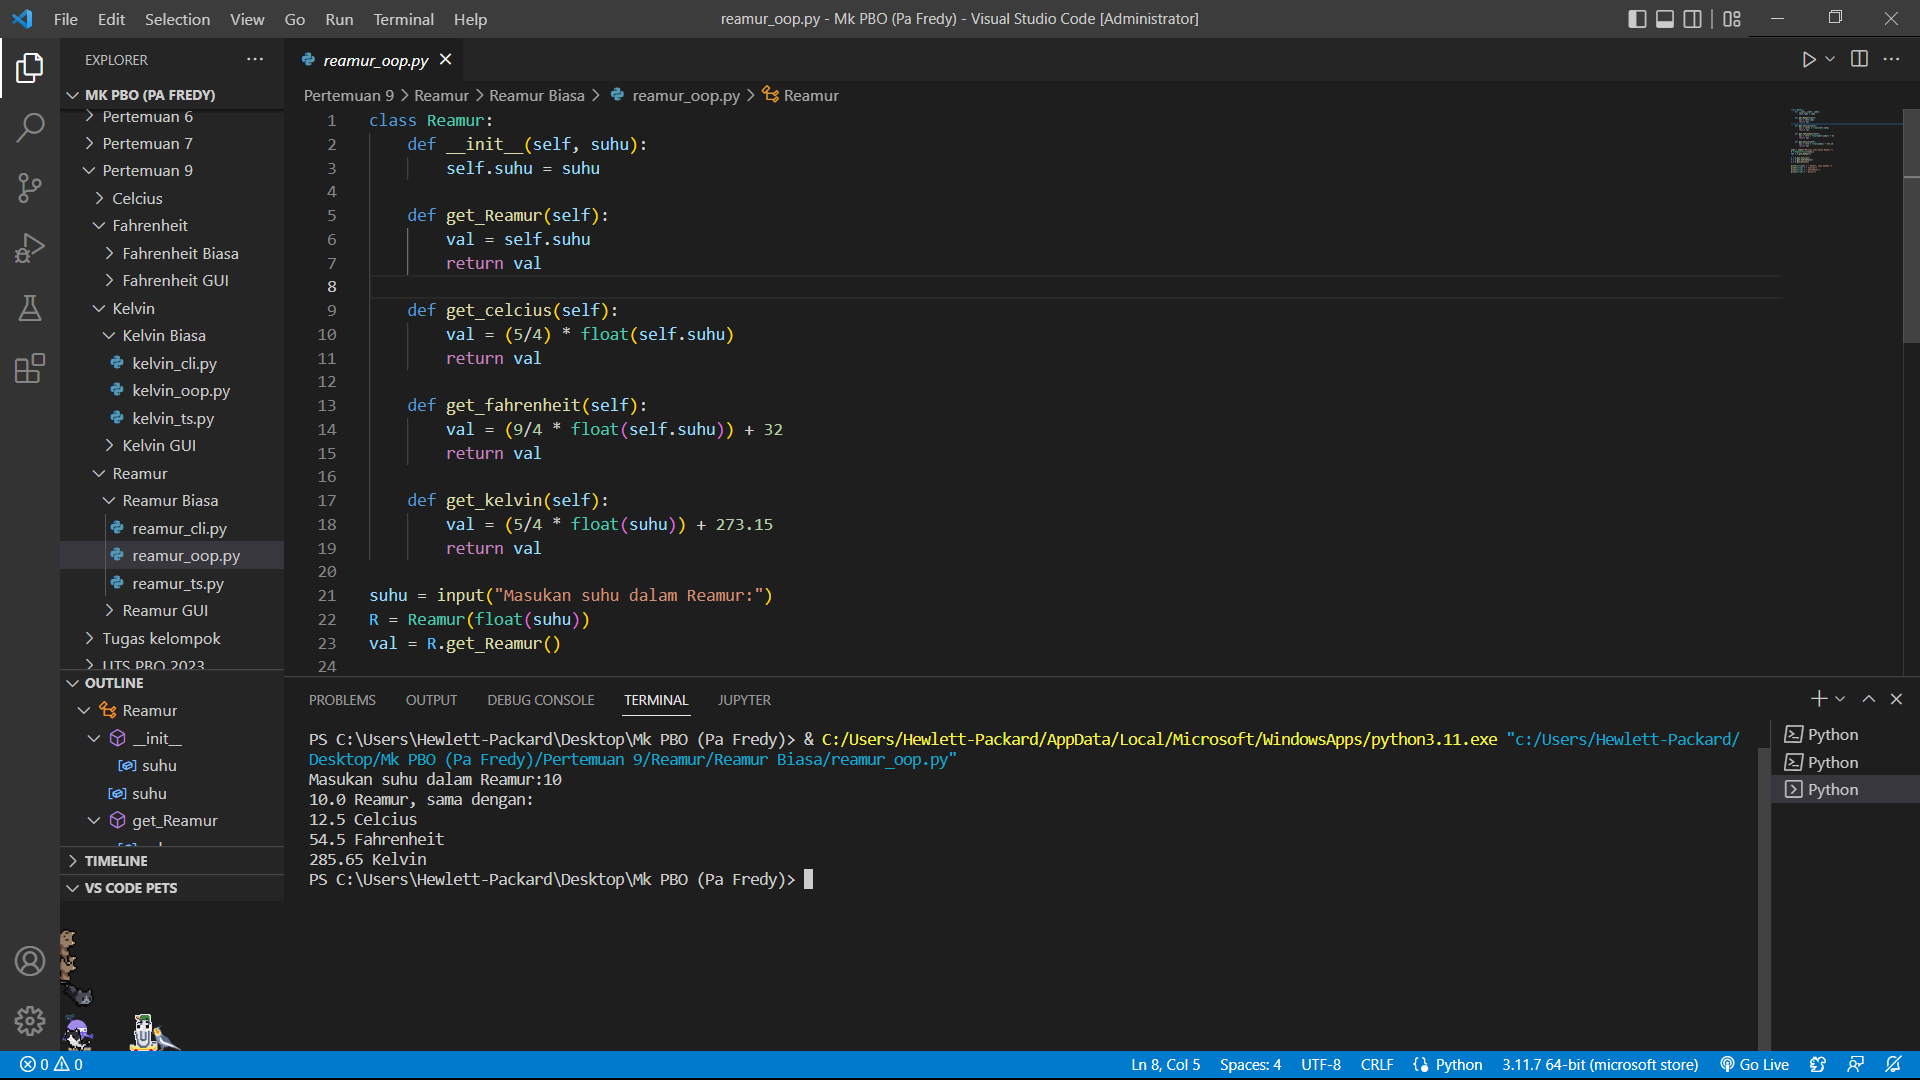 File Edit Selection View Go Run Terminal Help
reamur_oop.py - Mk PBO (Pa Fredy) - Visual Studio Code [Administrator]
EXPLORER
MK PBO (PA FREDY)
Pertemuan 6
Pertemuan 7
Pertemuan 9
Celcius
Fahrenheit
Fahrenheit Biasa
Fahrenheit GUI
Kelvin
Kelvin Biasa
kelvin_cli.py
kelvin_oop.py
kelvin_ts.py
Kelvin GUI
Reamur
Reamur Biasa
reamur_cli.py
reamur_oop.py
reamur_ts.py
Reamur GUI
Tugas kelompok
UTS PBO 2023
OUTLINE
Reamur
__init__
suhu
suhu
get_Reamur
TIMELINE
VS CODE PETS
reamur_oop.py
Pertemuan 9 > Reamur > Reamur Biasa > reamur_oop.py > Reamur
1 class Reamur:
2     def __init__(self, suhu):
3         self.suhu = suhu
4
5     def get_Reamur(self):
6         val = self.suhu
7         return val
8
9     def get_celcius(self):
10         val = (5/4) * float(self.suhu)
11         return val
12
13     def get_fahrenheit(self):
14         val = (9/4 * float(self.suhu)) + 32
15         return val
16
17     def get_kelvin(self):
18         val = (5/4 * float(suhu)) + 273.15
19         return val
20
21 suhu = input("Masukan suhu dalam Reamur:")
22 R = Reamur(float(suhu))
23 val = R.get_Reamur()
24
PROBLEMS OUTPUT DEBUG CONSOLE TERMINAL JUPYTER
PS C:\Users\Hewlett-Packard\Desktop\Mk PBO (Pa Fredy)> & C:/Users/Hewlett-Packard/AppData/Local/Microsoft/WindowsApps/python3.11.exe "c:/Users/Hewlett-Packard/
Desktop/Mk PBO (Pa Fredy)/Pertemuan 9/Reamur/Reamur Biasa/reamur_oop.py"
Masukan suhu dalam Reamur:10
10.0 Reamur, sama dengan:
12.5 Celcius
54.5 Fahrenheit
285.65 Kelvin
PS C:\Users\Hewlett-Packard\Desktop\Mk PBO (Pa Fredy)>
Python
Python
Python
0 0
Ln 8, Col 5 Spaces: 4 UTF-8 CRLF Python 3.11.7 64-bit (microsoft store) Go Live